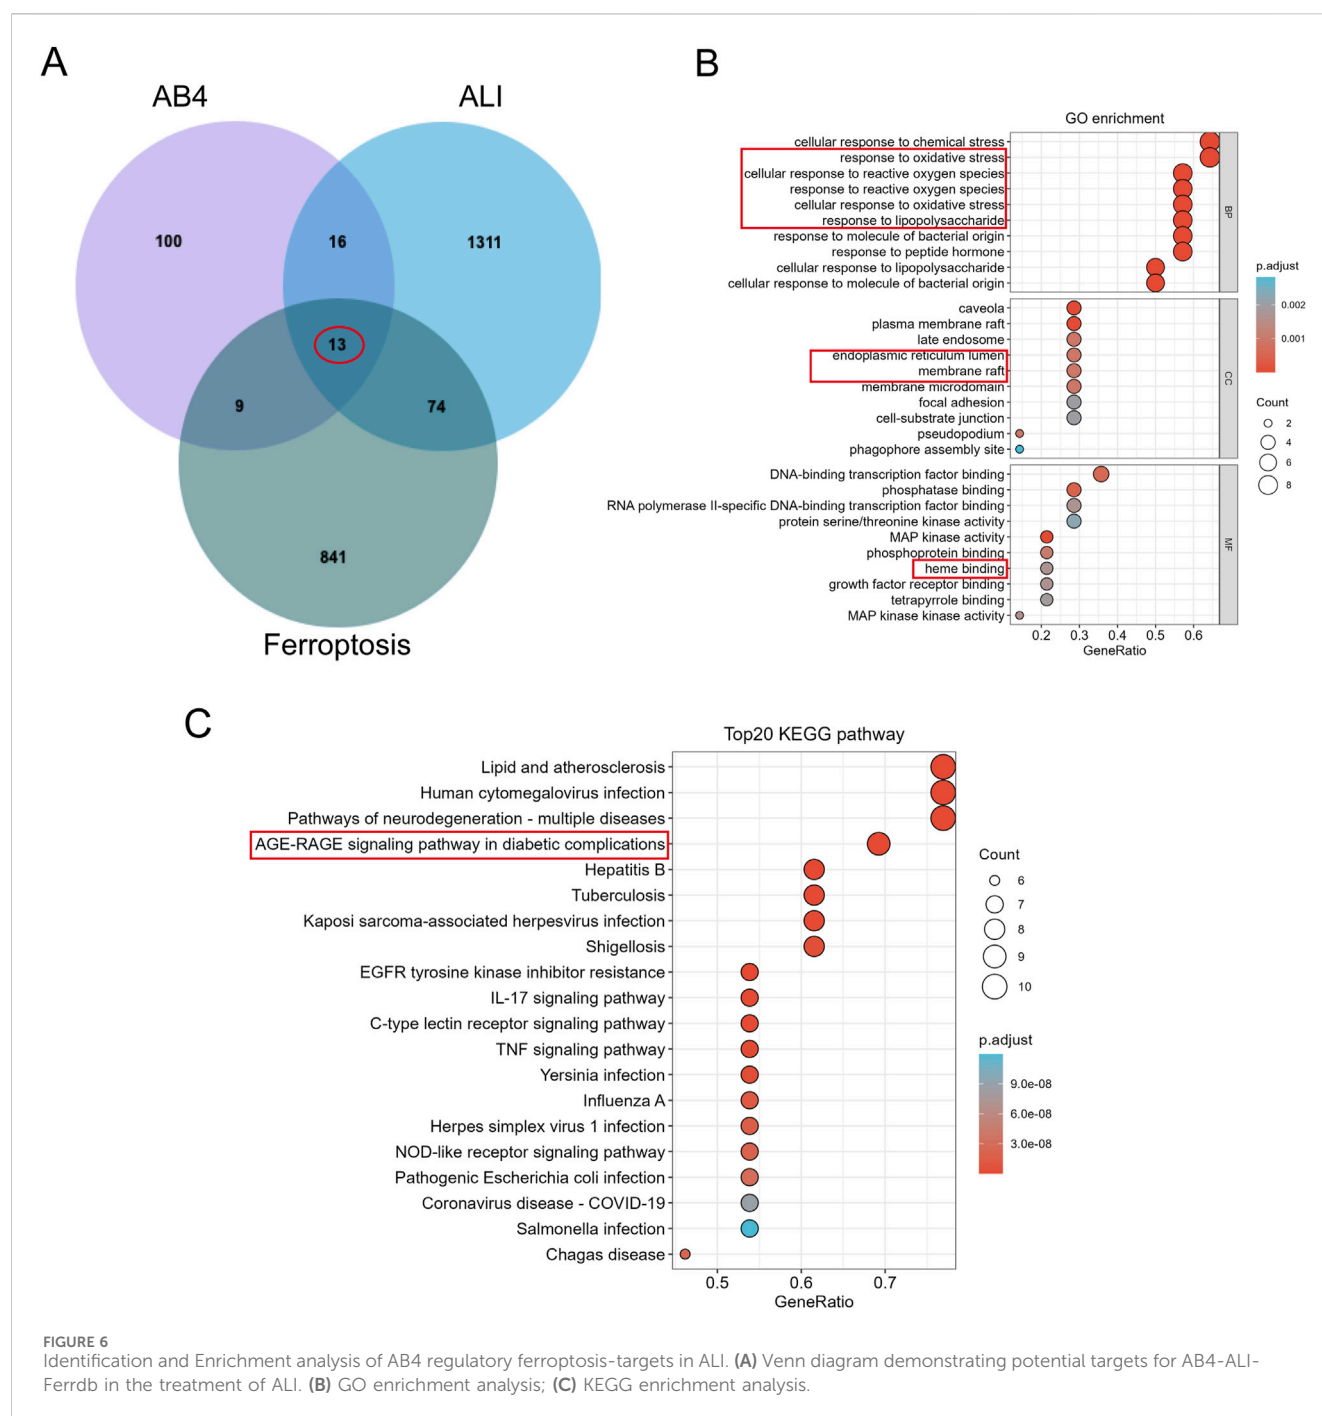 A
AB4
ALI
100
16
1311
13
9
74
841
Ferroptosis
B
GO enrichment
cellular response to chemical stress
response to oxidative stress
cellular response to reactive oxygen species
response to reactive oxygen species
cellular response to oxidative stress
response to lipopolysaccharide
response to molecule of bacterial origin
response to peptide hormone
cellular response to lipopolysaccharide
cellular response to molecule of bacterial origin
BP
caveola
plasma membrane raft
late endosome
endoplasmic reticulum lumen
membrane raft
membrane microdomain
focal adhesion
cell-substrate junction
pseudopodium
phagophore assembly site
CC
DNA-binding transcription factor binding
phosphatase binding
RNA polymerase II-specific DNA-binding transcription factor binding
protein serine/threonine kinase activity
MAP kinase activity
phosphoprotein binding
heme binding
growth factor receptor binding
tetrapyrrole binding
MAP kinase kinase activity
MF
0.2 0.3 0.4 0.5 0.6
GeneRatio
p.adjust
0.002
0.001
Count
2
4
6
8
C
Top20 KEGG pathway
Lipid and atherosclerosis
Human cytomegalovirus infection
Pathways of neurodegeneration - multiple diseases
AGE-RAGE signaling pathway in diabetic complications
Hepatitis B
Tuberculosis
Kaposi sarcoma-associated herpesvirus infection
Shigellosis
EGFR tyrosine kinase inhibitor resistance
IL-17 signaling pathway
C-type lectin receptor signaling pathway
TNF signaling pathway
Yersinia infection
Influenza A
Herpes simplex virus 1 infection
NOD-like receptor signaling pathway
Pathogenic Escherichia coli infection
Coronavirus disease - COVID-19
Salmonella infection
Chagas disease
0.5 0.6 0.7
GeneRatio
Count
6
7
8
9
10
p.adjust
9.0e-08
6.0e-08
3.0e-08
FIGURE 6
Identification and Enrichment analysis of AB4 regulatory ferroptosis-targets in ALI. (A) Venn diagram demonstrating potential targets for AB4-ALI-
Ferrdb in the treatment of ALI. (B) GO enrichment analysis; (C) KEGG enrichment analysis.